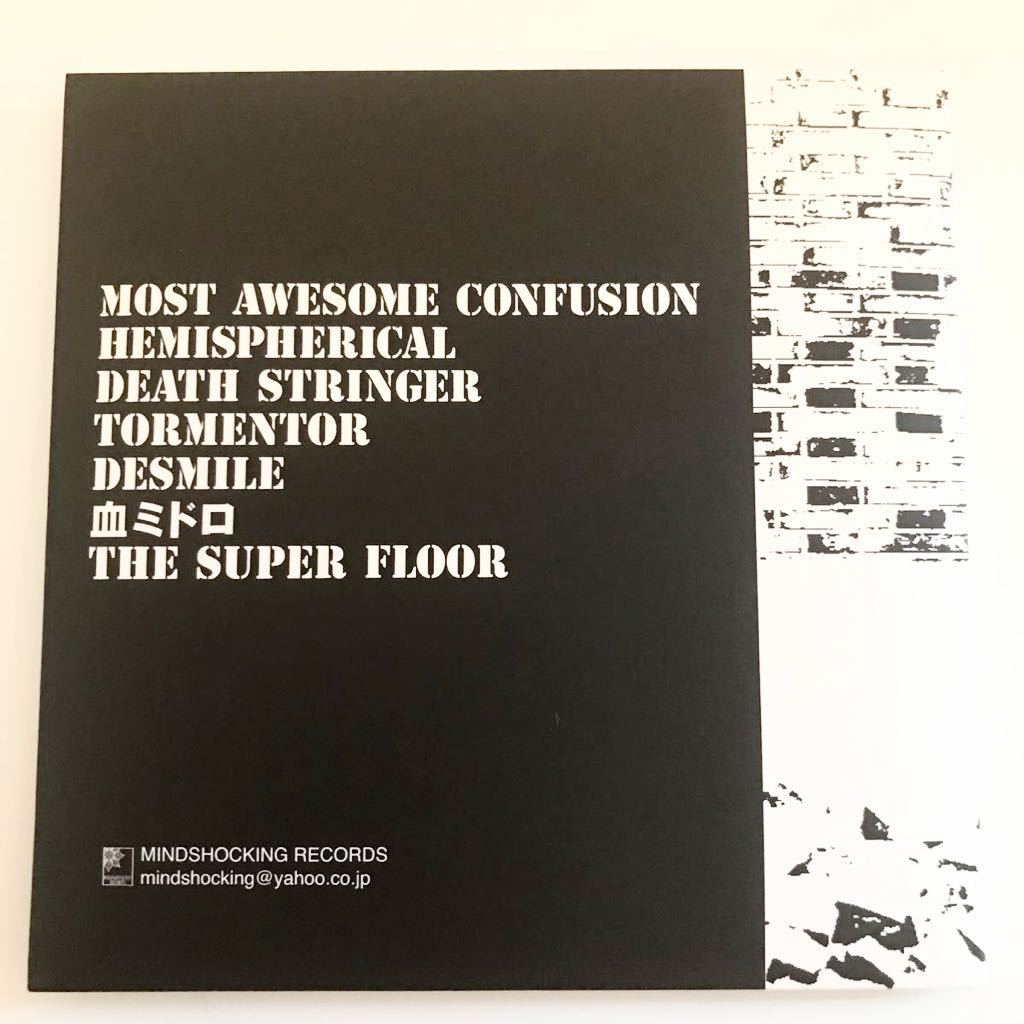 MOST AWESOME CONFUSION
HEMISPHERICAL
DEATH STRINGER
TORMENTOR
DESMILE
血ミドロ
THE SUPER FLOOR
MINDSHOCKING RECORDS
mindshocking@yahoo.co.jp